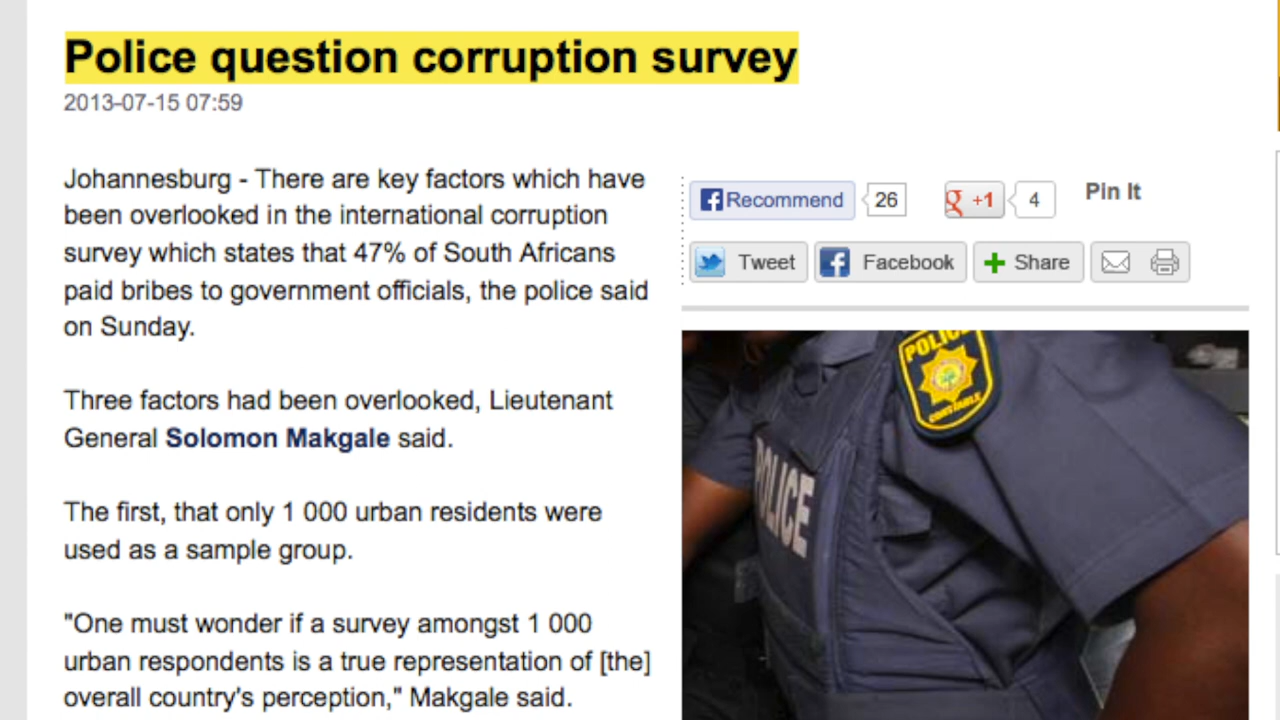 Police question corruption survey
2013-07-15 07:59
Johannesburg - There are key factors which have
been overlooked in the international corruption
survey which states that 47% of South Africans
paid bribes to government officials, the police said
on Sunday.
Three factors had been overlooked, Lieutenant
General Solomon Makgale said.
The first, that only 1 000 urban residents were
used as a sample group.
"One must wonder if a survey amongst 1 000
urban respondents is a true representation of [the]
overall country's perception," Makgale said.
Recommend 26 g +1 4 Pin It
Tweet Facebook Share
POLICE
CONSTABLE
POLICE